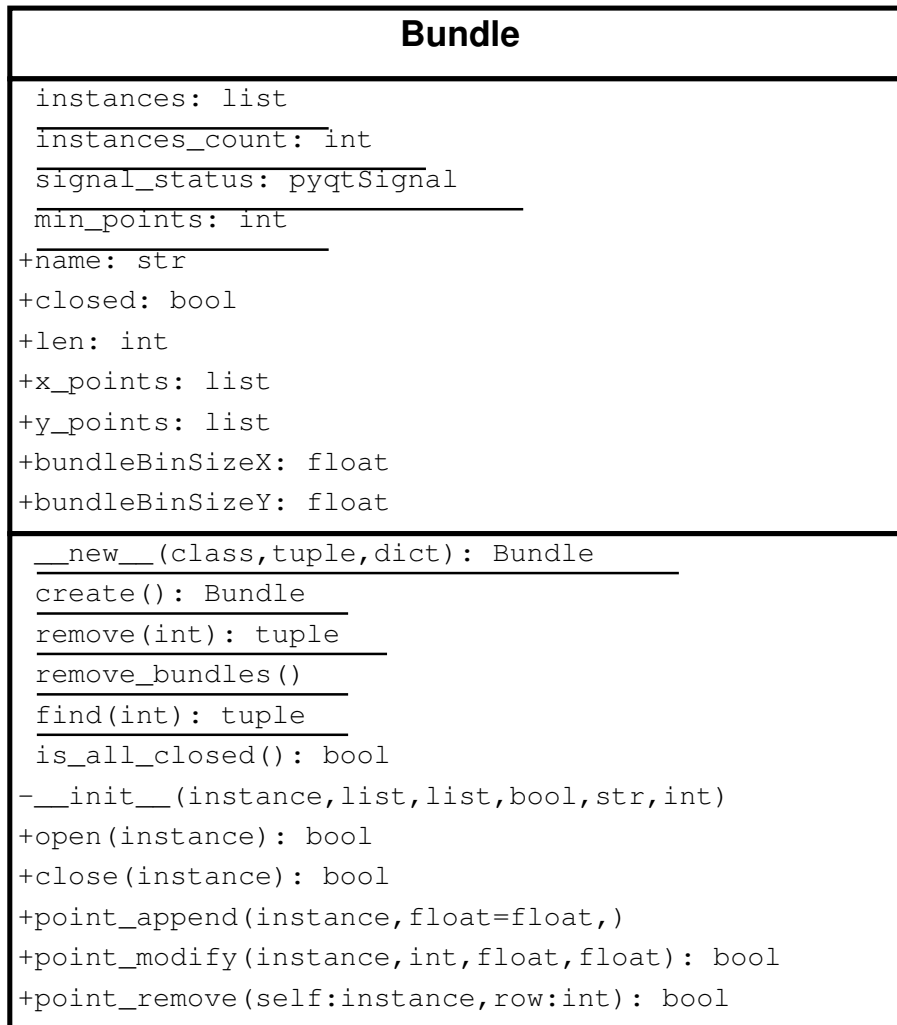 Bundle
instances: list
instances_count: int
signal_status: pyqtSignal
min_points: int
+name: str
+closed: bool
+len: int
+x_points: list
+y_points: list
+bundleBinSizeX: float
+bundleBinSizeY: float
__new__(class,tuple,dict): Bundle
create(): Bundle
remove(int): tuple
remove_bundles()
find(int): tuple
is_all_closed(): bool
-__init__(instance,list,list,bool,str,int)
+open(instance): bool
+close(instance): bool
+point_append(instance,float=float,)
+point_modify(instance,int,float,float): bool
+point_remove(self:instance,row:int): bool